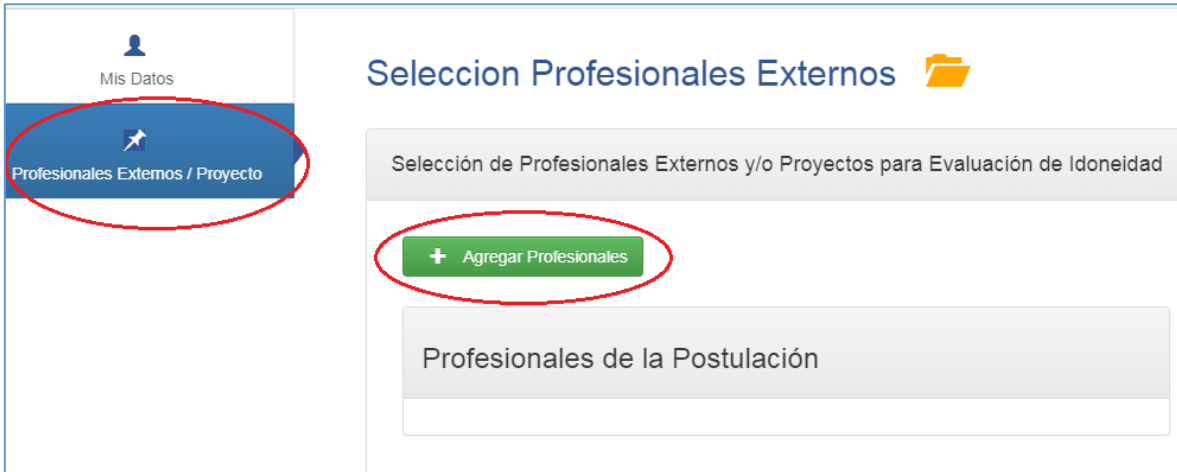 Mis Datos
Profesionales Externos / Proyecto
Seleccion Profesionales Externos
Selección de Profesionales Externos y/o Proyectos para Evaluación de Idoneidad
+ Agregar Profesionales
Profesionales de la Postulación